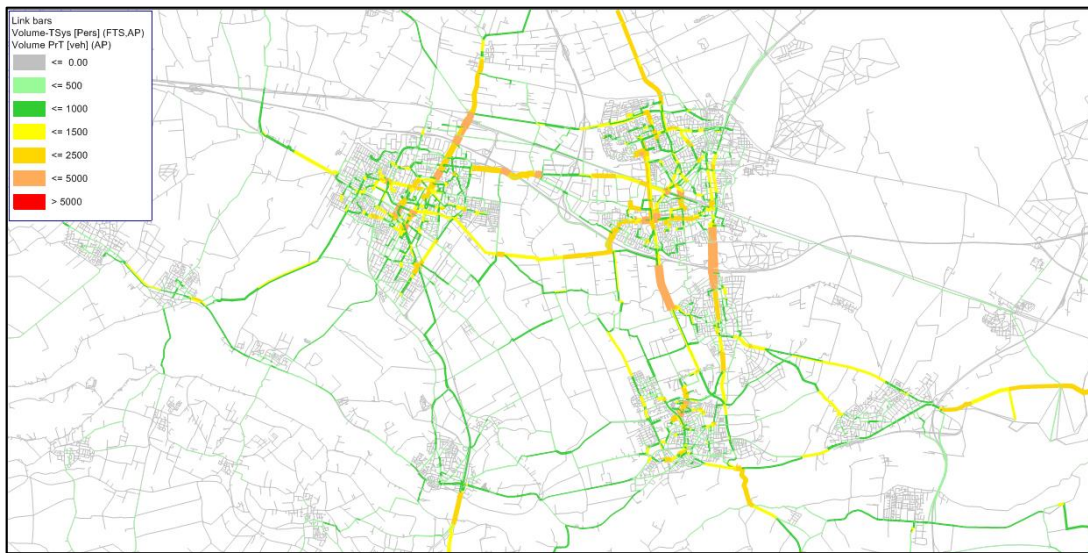 Link bars
Volume-TSys [Pers] (FTS,AP)
Volume PrT [veh] (AP)
<= 0.00
<= 500
<= 1000
<= 1500
<= 2500
<= 5000
> 5000